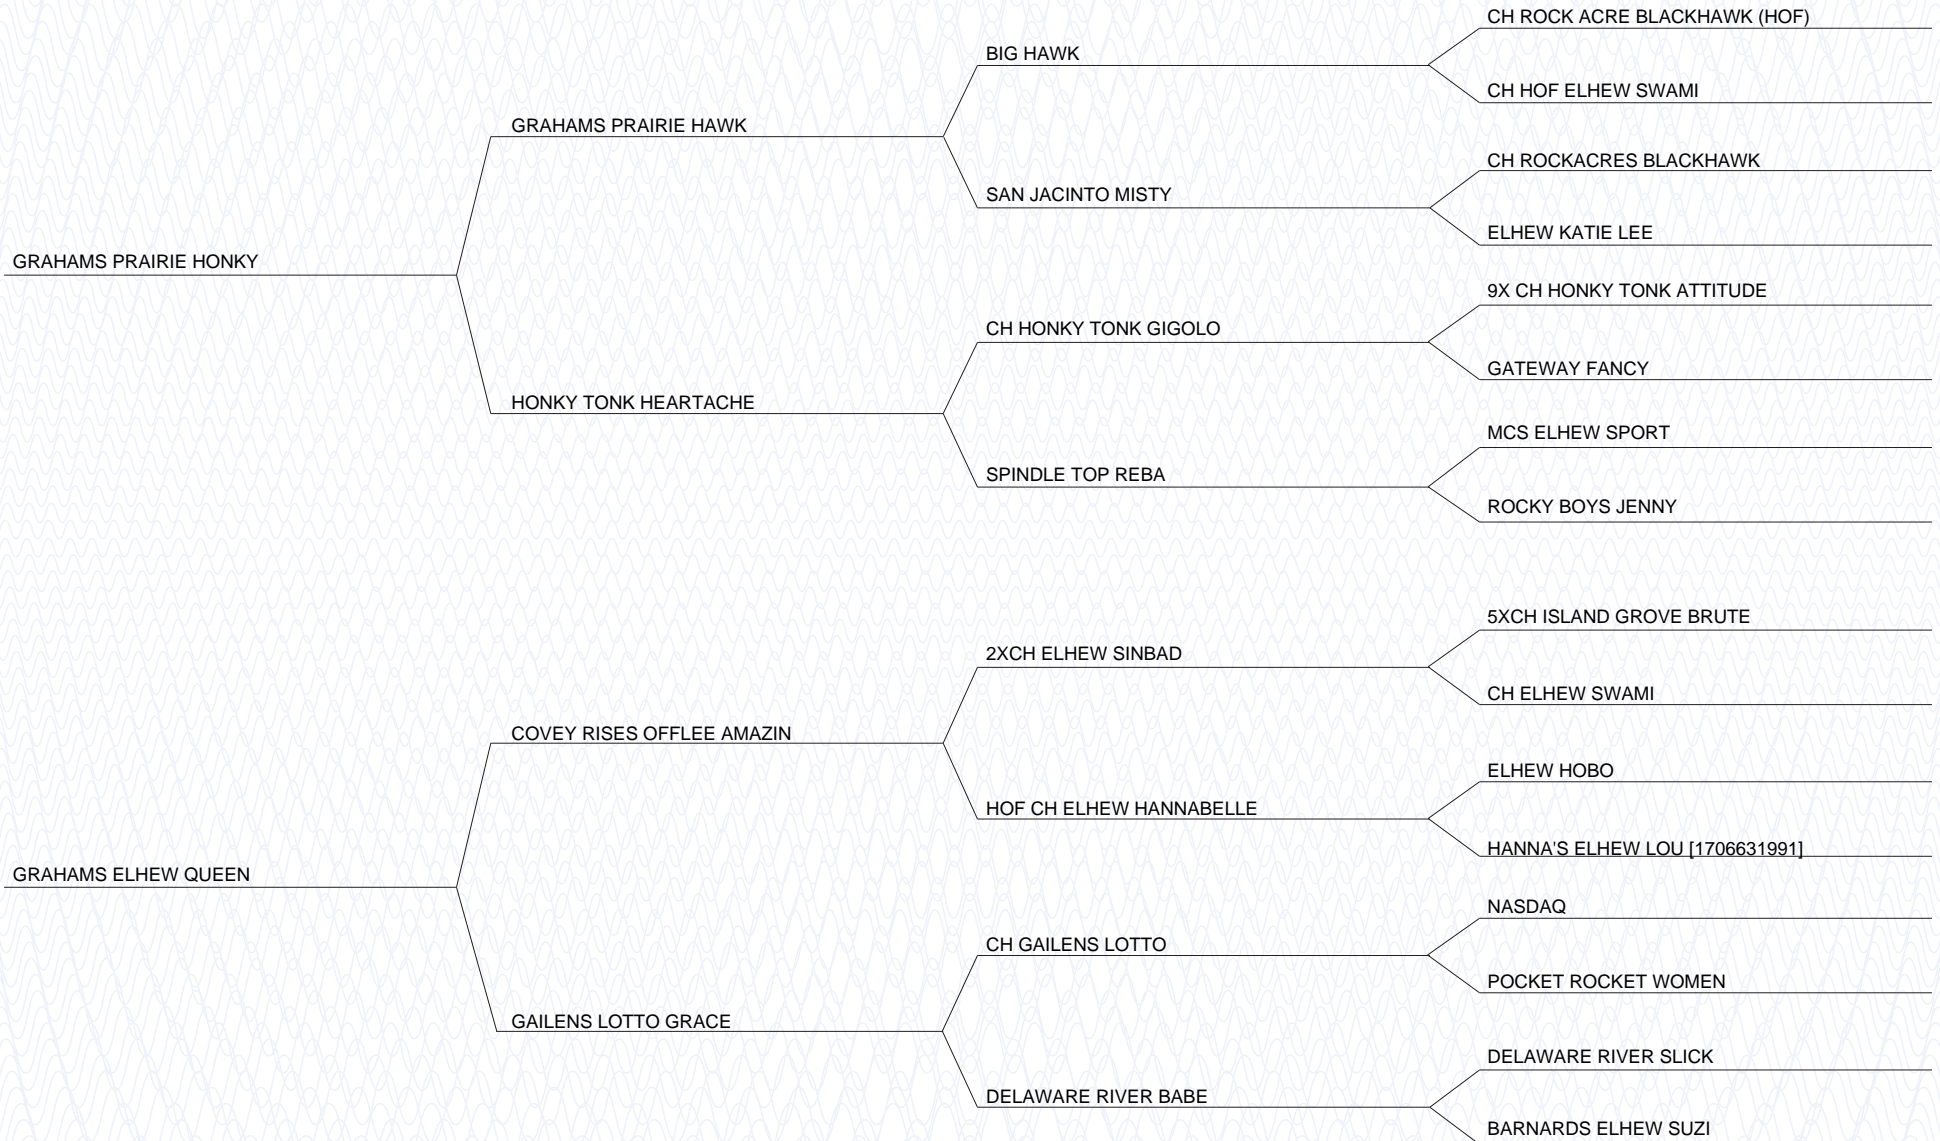 CH ROCK ACRE BLACKHAWK (HOF)
BIG HAWK
CH HOF ELHEW SWAMI
GRAHAMS PRAIRIE HAWK
CH ROCKACRES BLACKHAWK
SAN JACINTO MISTY
ELHEW KATIE LEE
GRAHAMS PRAIRIE HONKY
9X CH HONKY TONK ATTITUDE
CH HONKY TONK GIGOLO
GATEWAY FANCY
HONKY TONK HEARTACHE
MCS ELHEW SPORT
SPINDLE TOP REBA
ROCKY BOYS JENNY
5XCH ISLAND GROVE BRUTE
2XCH ELHEW SINBAD
CH ELHEW SWAMI
COVEY RISES OFFLEE AMAZIN
ELHEW HOBO
HOF CH ELHEW HANNABELLE
HANNA'S ELHEW LOU [1706631991]
GRAHAMS ELHEW QUEEN
NASDAQ
CH GAILENS LOTTO
POCKET ROCKET WOMEN
GAILENS LOTTO GRACE
DELAWARE RIVER SLICK
DELAWARE RIVER BABE
BARNARDS ELHEW SUZI